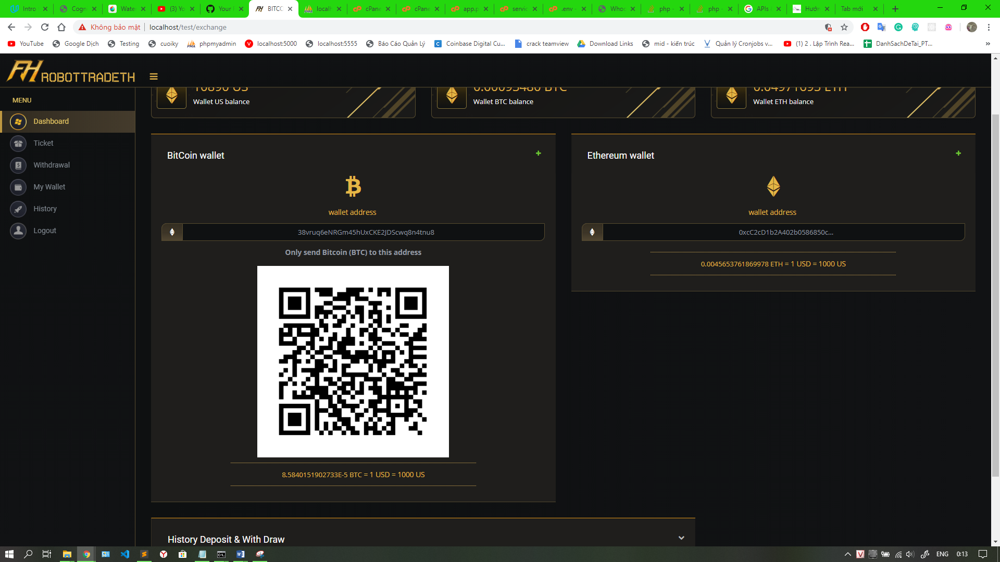 Intro
Cogn
Wate
(3) Yo
Your
BITCC
localh
cPane
cPane
app.p
servic
.env -
Whoc
php -
php -
APIs
Hướn
Tab mới
Không bảo mật
localhost/test/exchange
YouTube
Google Dịch
Testing
cuoiky
phpmyadmin
localhost:5000
localhost:5555
Báo Cáo Quản Lý
Coinbase Digital Cu...
crack teamview
Download Links
mid - kiến trúc
Quản lý Cronjobs v...
(1) 2 . Lập Trình Rea...
DanhSachDeTai_PT...
»
FH ROBOTTRADETH
MENU
Dashboard
Ticket
Withdrawal
My Wallet
History
Logout
Wallet US balance
Wallet BTC balance
Wallet ETH balance
BitCoin wallet
wallet address
38vruq6eNRGm45hUxCKE2JDScwq8n4tnu8
Only send Bitcoin (BTC) to this address
8.5840151902733E-5 BTC = 1 USD = 1000 US
Ethereum wallet
wallet address
0xcC2cD1b2A402b0586850c...
0.0045653761869978 ETH = 1 USD = 1000 US
History Deposit & With Draw
ENG
0:13